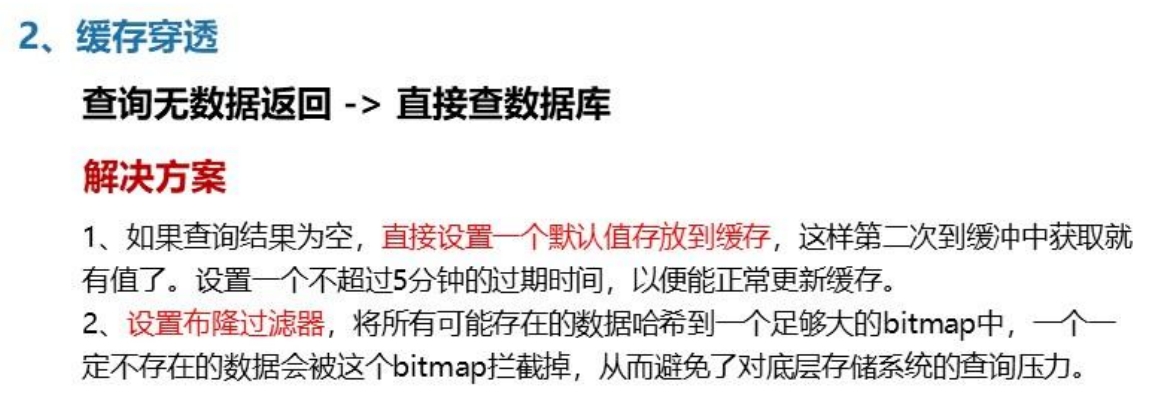 2、缓存穿透
查询无数据返回 -> 直接查数据库
解决方案
1、如果查询结果为空，直接设置一个默认值存放到缓存，这样第二次到缓冲中获取就
有值了。设置一个不超过5分钟的过期时间，以便能正常更新缓存。
2、设置布隆过滤器，将所有可能存在的数据哈希到一个足够大的bitmap中，一个一
定不存在的数据会被这个bitmap拦截掉，从而避免了对底层存储系统的查询压力。